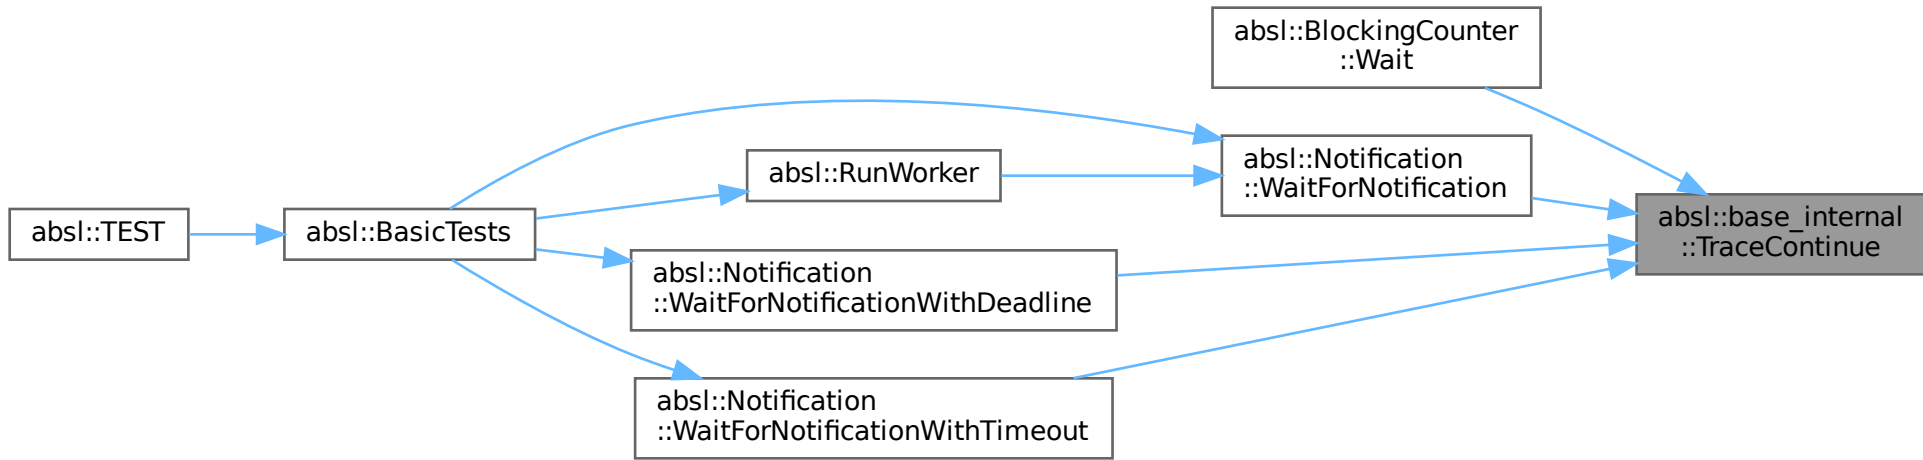 absl::BlockingCounter
::Wait
absl::Notification
::WaitForNotification
absl::RunWorker
absl::base_internal
::TraceContinue
absl::TEST
absl::BasicTests
absl::Notification
::WaitForNotificationWithDeadline
absl::Notification
::WaitForNotificationWithTimeout